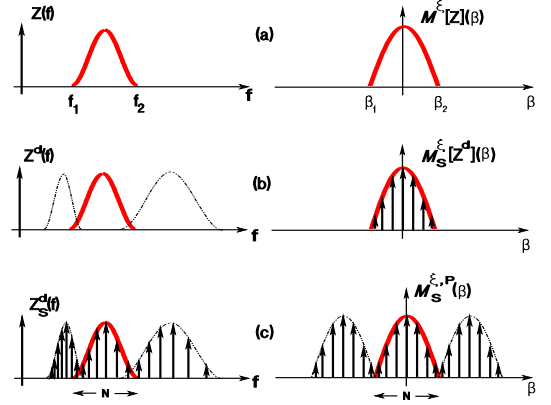 Z(f)
(a)
M^ξ[Z](β)
f₁ f₂ f
β₁ β₂ β
Z^d(f)
(b)
M_S^ξ[Z^d](β)
f
β
Z_S^d(f)
(c)
M_S^{ξ,P}(β)
N f
N β